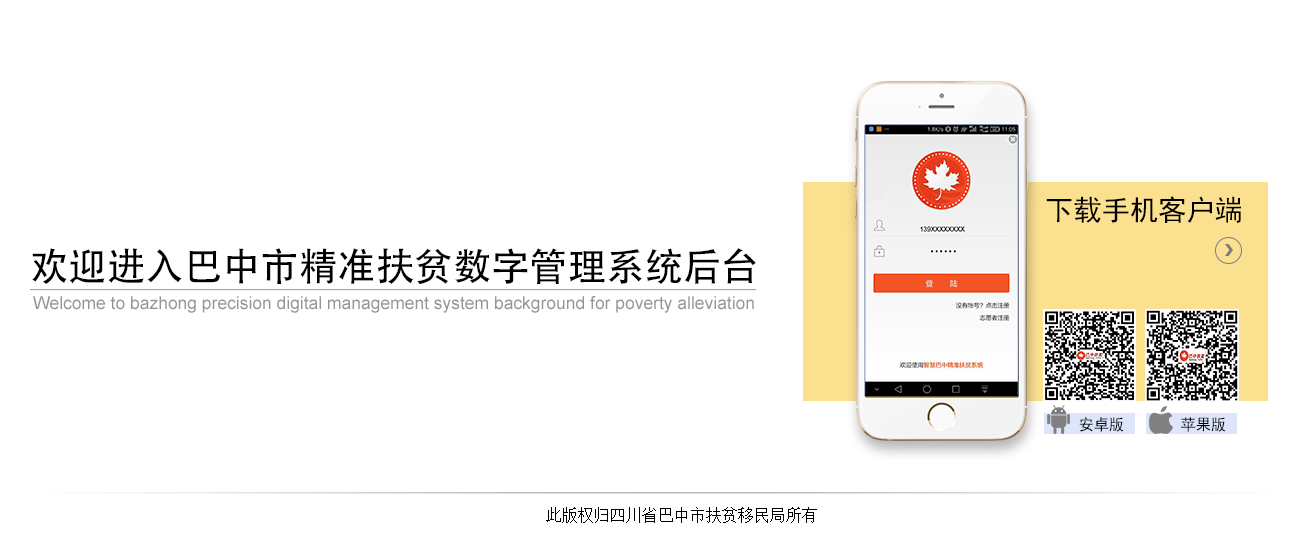 欢迎进入巴中市精准扶贫数字管理系统后台
Welcome to bazhong precision digital management system background for poverty alleviation
1.8K/s
11:05
139XXXXXXXX
登 陆
没有帐号？点击注册
志愿者注册
欢迎使用智慧巴中精准扶贫系统
下载手机客户端
安卓版
苹果版
此版权归四川省巴中市扶贫移民局所有